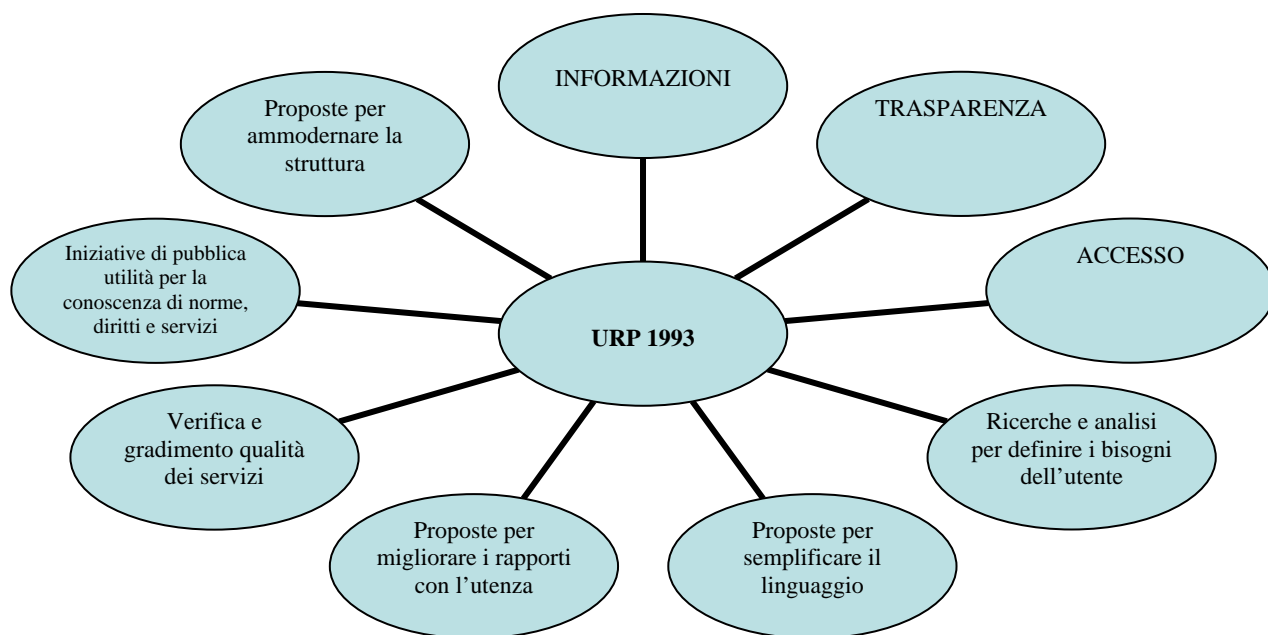 INFORMAZIONI
TRASPARENZA
ACCESSO
Ricerche e analisi
per definire i bisogni
dell’utente
Proposte per
semplificare il
linguaggio
Proposte per
migliorare i rapporti
con l’utenza
Verifica e
gradimento qualità
dei servizi
Iniziative di pubblica
utilità per la
conoscenza di norme,
diritti e servizi
Proposte per
ammodernare la
struttura
URP 1993